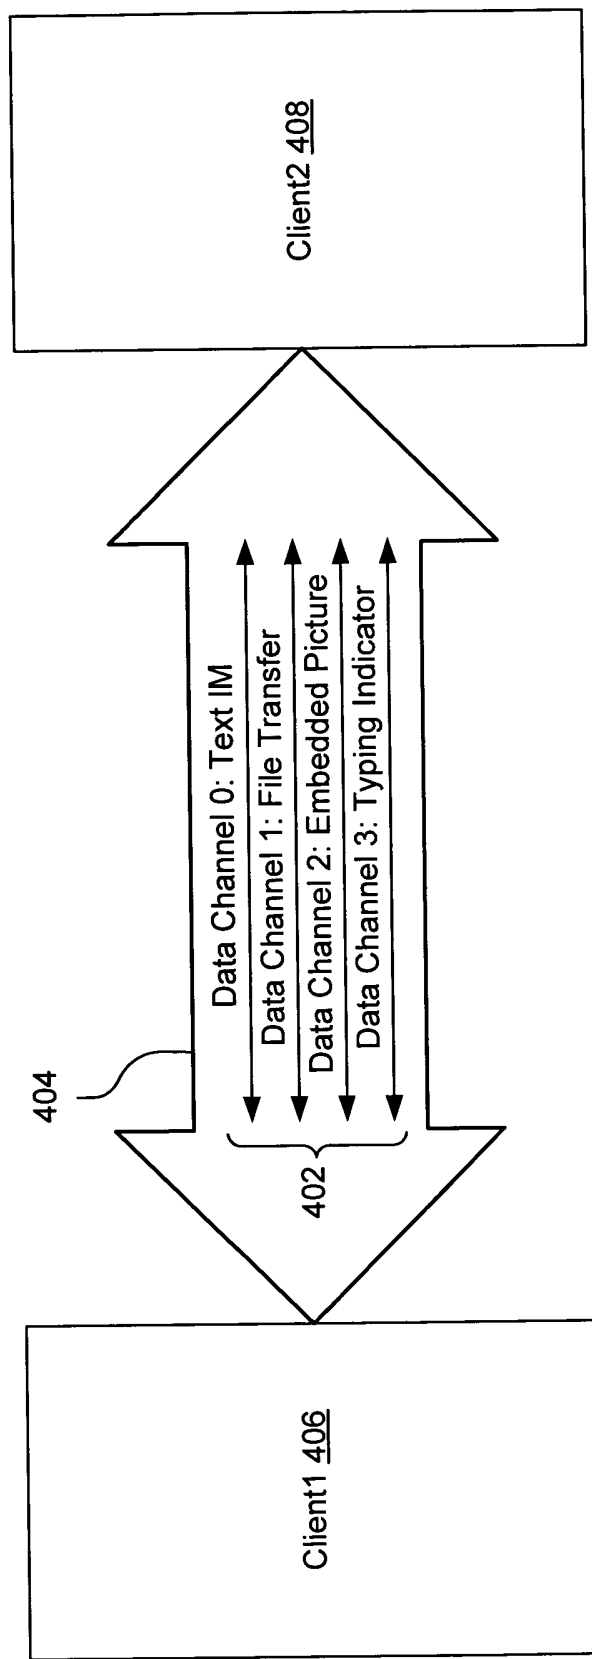 404
Data Channel 0: Text IM
Data Channel 1: File Transfer
Data Channel 2: Embedded Picture
Data Channel 3: Typing Indicator
402
Client1 406
Client2 408